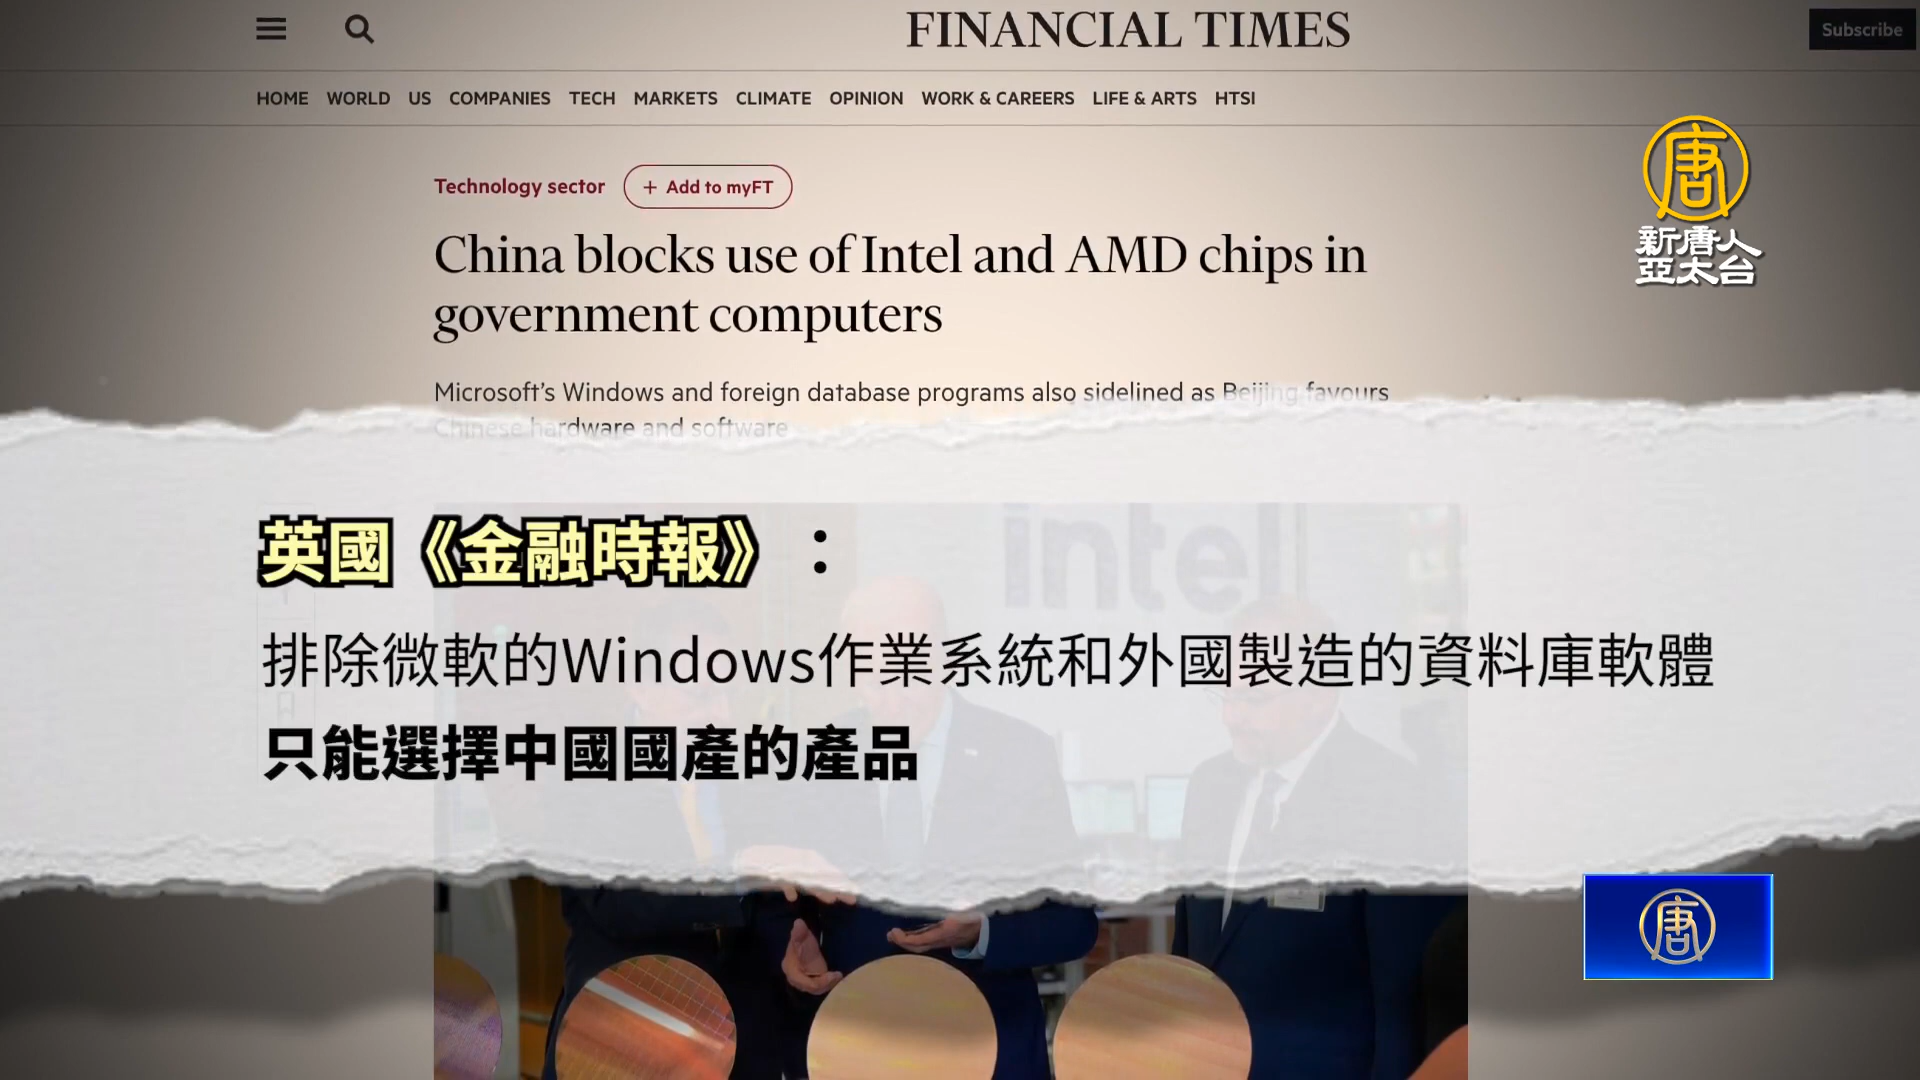 FINANCIAL TIMES
Subscribe
HOME WORLD US COMPANIES TECH MARKETS CLIMATE OPINION WORK & CAREERS LIFE & ARTS HTSI
Technology sector + Add to myFT
China blocks use of Intel and AMD chips in
government computers
Microsoft's Windows and foreign database programs also sidelined as Beijing favours
Chinese hardware and software
唐
新唐人
亞太台
intel
英國《金融時報》：
排除微軟的Windows作業系統和外國製造的資料庫軟體
只能選擇中國國產的產品
唐